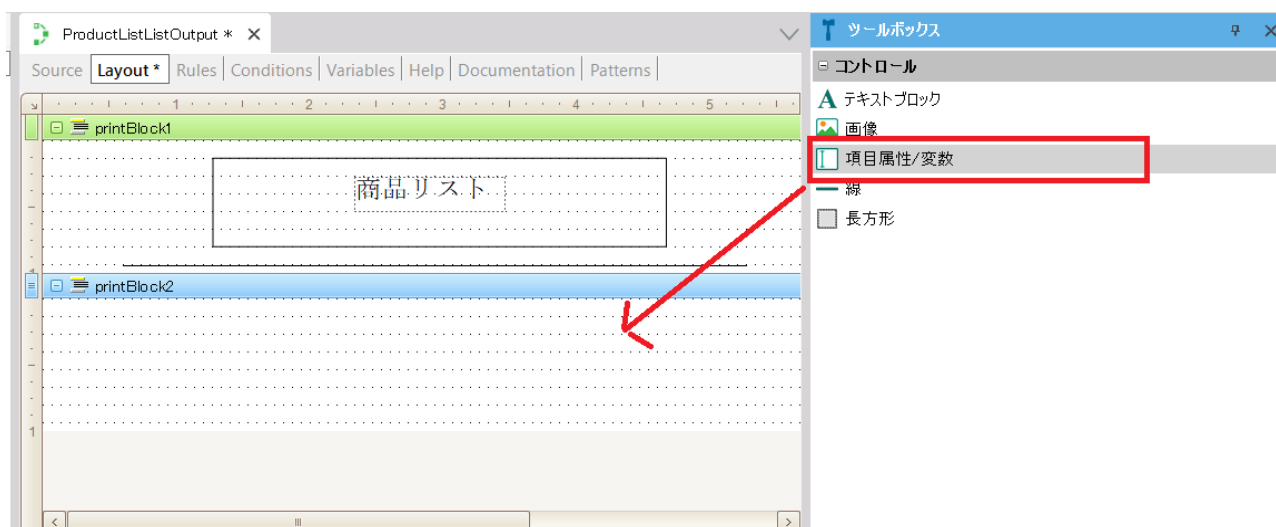 ProductListListOutput *
Source Layout * Rules Conditions Variables Help Documentation Patterns
1 2 3 4 5
printBlock1
商品リスト
printBlock2
1
ツールボックス
コントロール
テキストブロック
画像
項目属性/変数
線
長方形